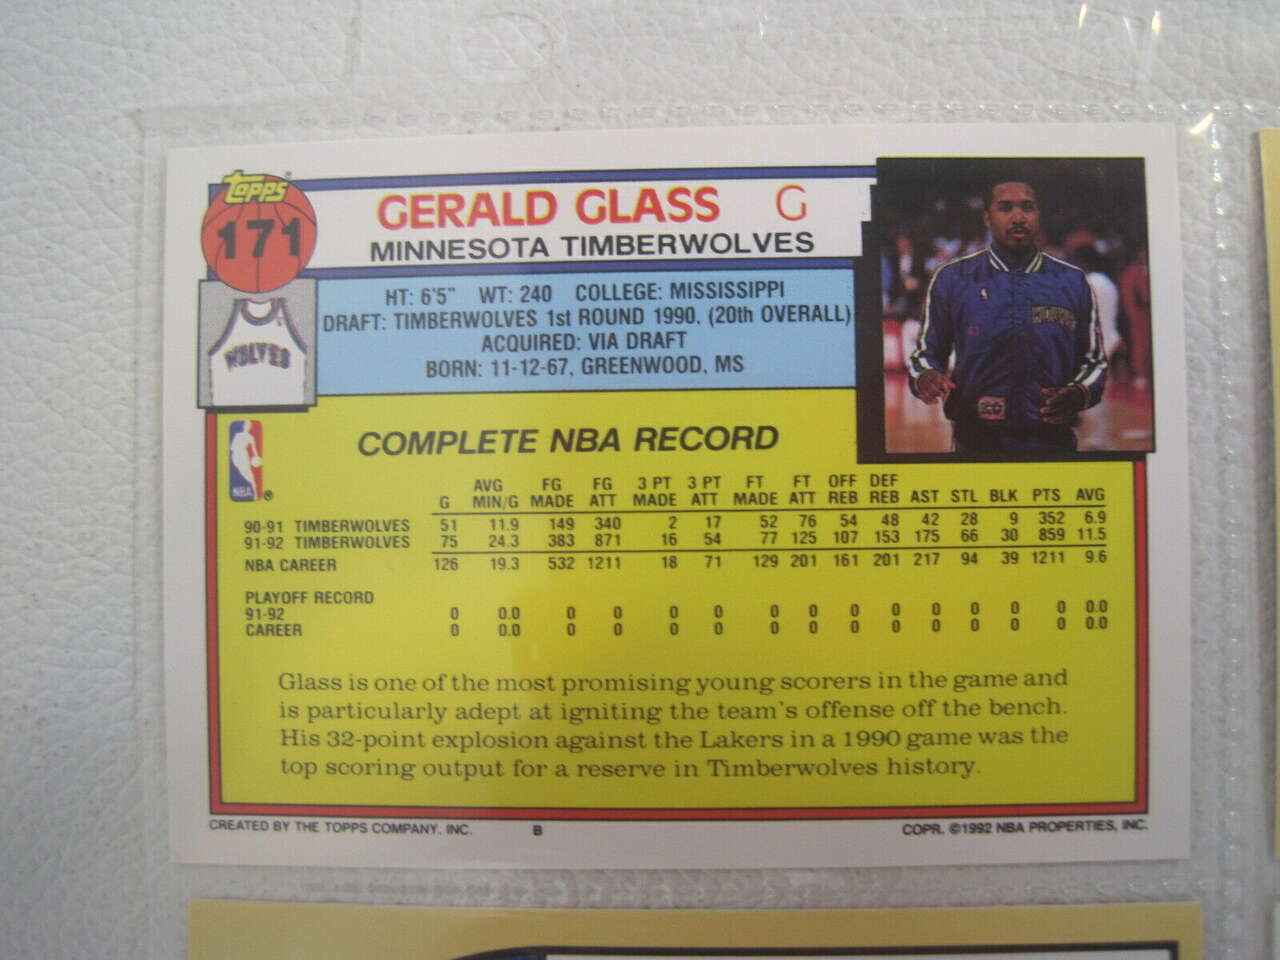 Topps
171
GERALD GLASS G
MINNESOTA TIMBERWOLVES
HT: 6'5" WT: 240 COLLEGE: MISSISSIPPI
DRAFT: TIMBERWOLVES 1st ROUND 1990, (20th OVERALL)
ACQUIRED: VIA DRAFT
BORN: 11-12-67, GREENWOOD, MS
WOLVES
WOLVES
NBA ®
COMPLETE NBA RECORD
AVG FG FG 3 PT 3 PT FT FT OFF DEF
G MIN/G MADE ATT MADE ATT MADE ATT REB REB AST STL BLK PTS AVG
90-91 TIMBERWOLVES 51 11.9 149 340 2 17 52 76 54 48 42 28 9 352 6.9
91-92 TIMBERWOLVES 75 24.3 383 871 16 54 77 125 107 153 175 66 30 859 11.5
NBA CAREER 126 19.3 532 1211 18 71 129 201 161 201 217 94 39 1211 9.6
PLAYOFF RECORD
91-92 0 0.0 0 0 0 0 0 0 0 0 0 0 0 0 0.0
CAREER 0 0.0 0 0 0 0 0 0 0 0 0 0 0 0 0.0
Glass is one of the most promising young scorers in the game and
is particularly adept at igniting the team's offense off the bench.
His 32-point explosion against the Lakers in a 1990 game was the
top scoring output for a reserve in Timberwolves history.
CREATED BY THE TOPPS COMPANY, INC. B COPR. ©1992 NBA PROPERTIES, INC.